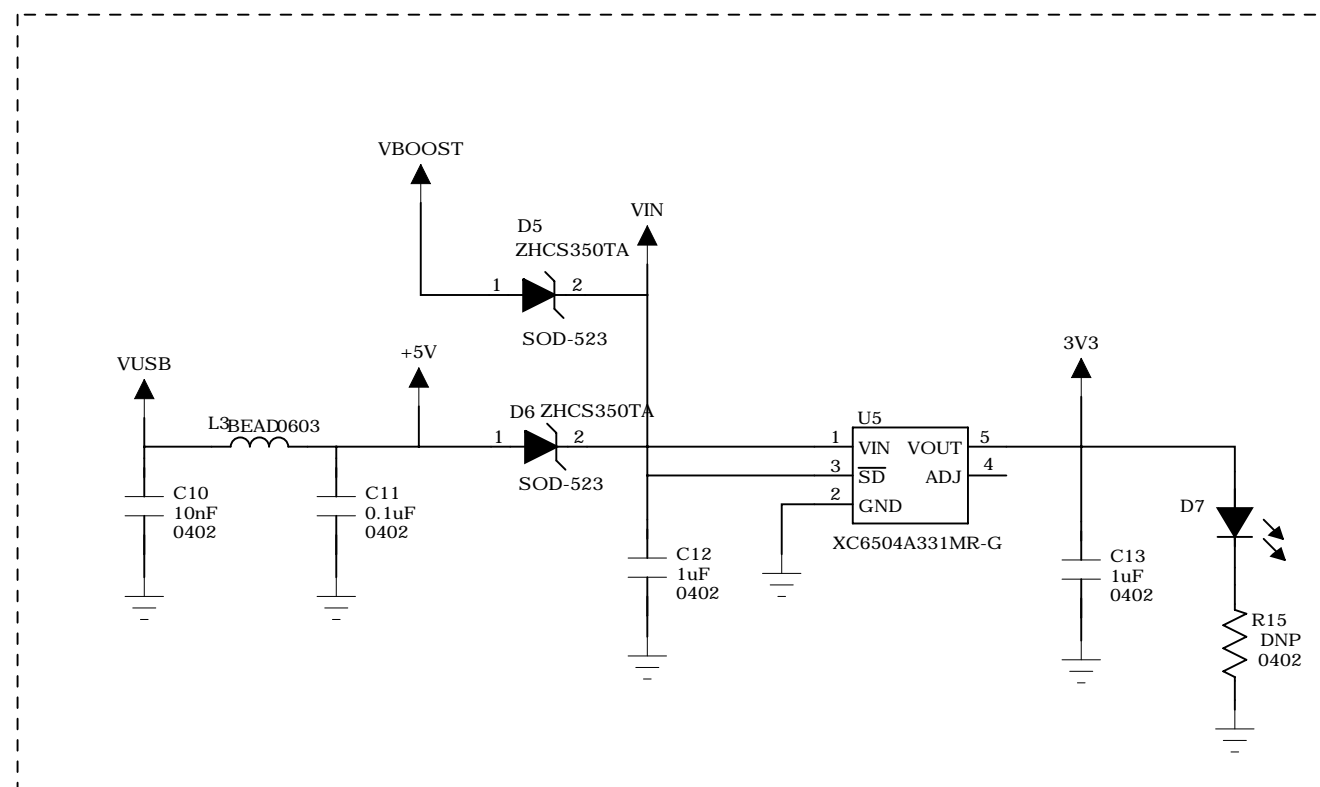 VBOOST
VIN
D5
ZHCS350TA
1
2
SOD-523
VUSB
+5V
3V3
L3
BEAD0603
D6
ZHCS350TA
1
2
SOD-523
U5
1
VIN
VOUT
5
3
SD
ADJ
4
2
GND
XC6504A331MR-G
C10
10nF
0402
C11
0.1uF
0402
C12
1uF
0402
C13
1uF
0402
D7
R15
DNP
0402